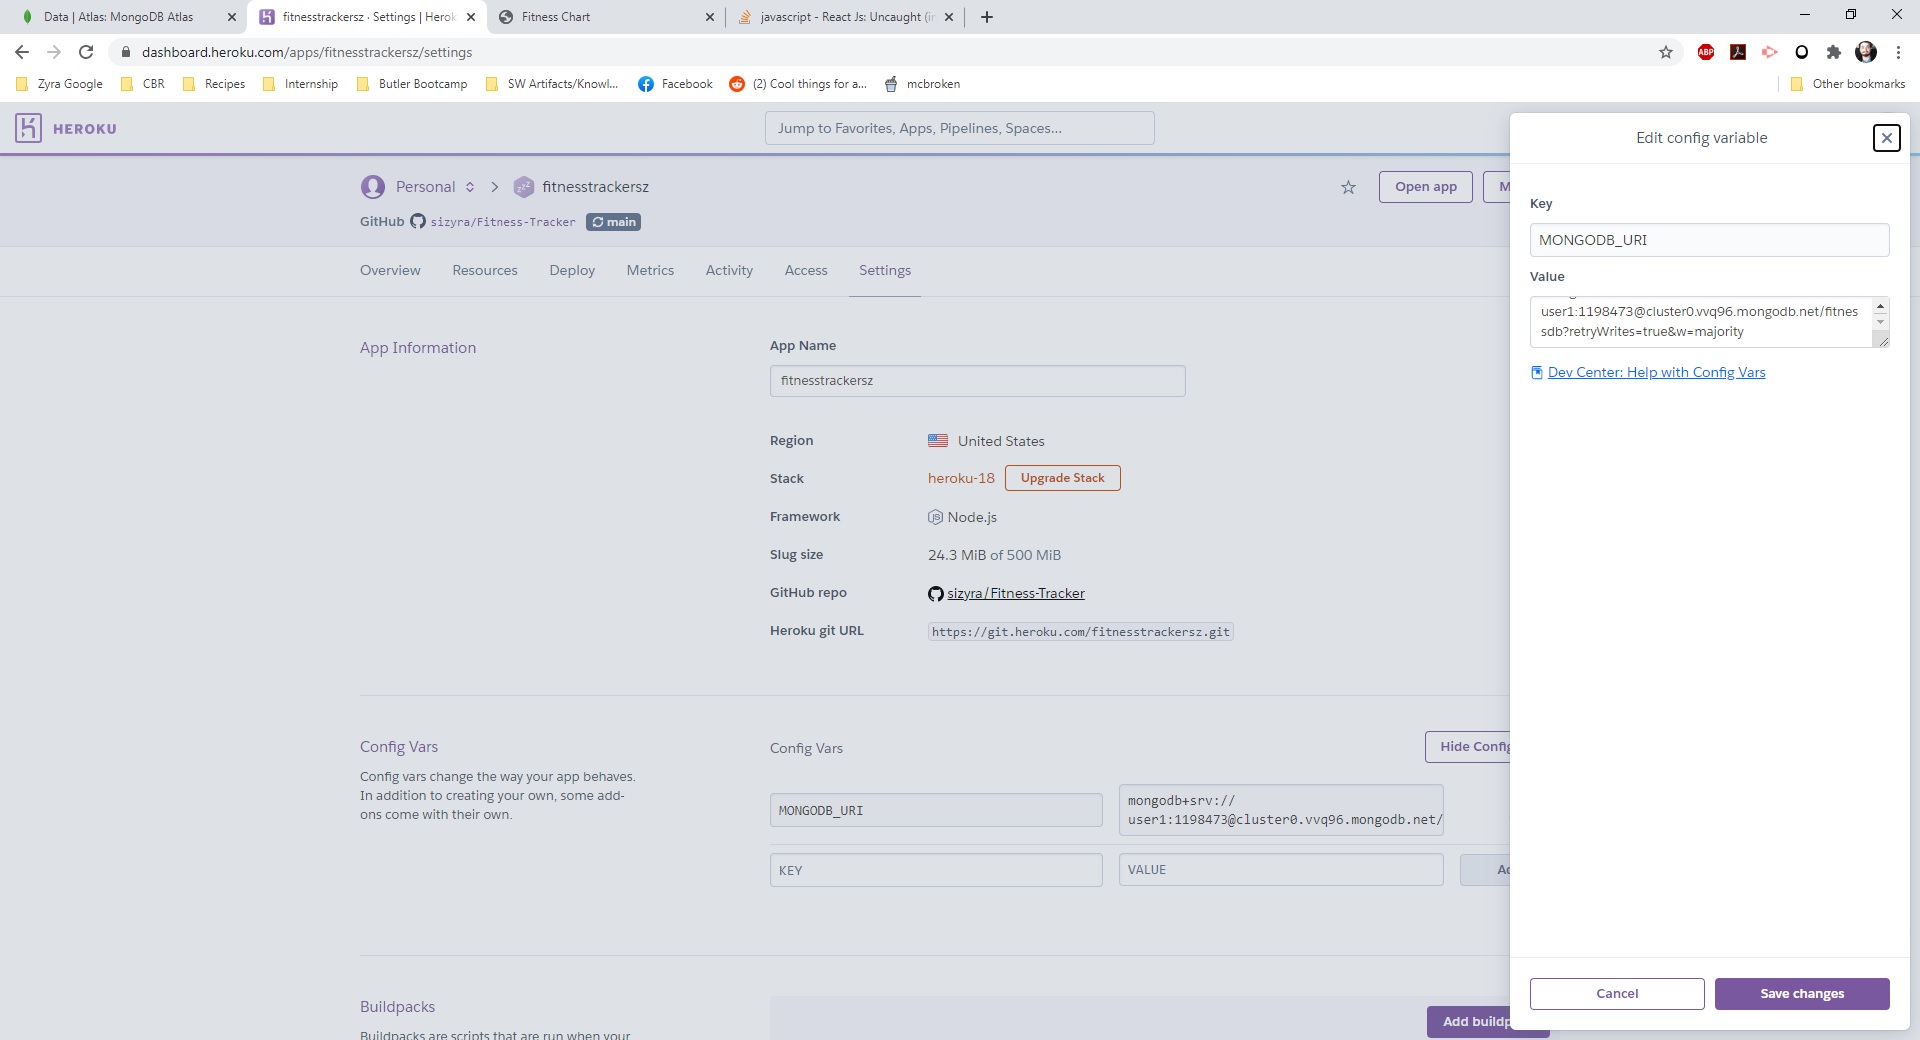 Data | Atlas: MongoDB Atlas
fitnesstrackersz · Settings | Herok
Fitness Chart
javascript - React Js: Uncaught (in
dashboard.heroku.com/apps/fitnesstrackersz/settings
ABP
Zyra Google
CBR
Recipes
Internship
Butler Bootcamp
SW Artifacts/Knowl...
Facebook
(2) Cool things for a...
mcbroken
Other bookmarks
HEROKU
Jump to Favorites, Apps, Pipelines, Spaces...
Personal
fitnesstrackersz
Open app
M
GitHub sizyra/Fitness-Tracker main
Overview
Resources
Deploy
Metrics
Activity
Access
Settings
App Information
App Name
fitnesstrackersz
Region
United States
Stack
heroku-18
Upgrade Stack
Framework
Node.js
Slug size
24.3 MiB of 500 MiB
GitHub repo
sizyra/Fitness-Tracker
Heroku git URL
https://git.heroku.com/fitnesstrackersz.git
Config Vars
Config vars change the way your app behaves.
In addition to creating your own, some add-
ons come with their own.
Config Vars
Hide Config
MONGODB_URI
mongodb+srv://
user1:1198473@cluster0.vvq96.mongodb.net/
KEY
VALUE
Buildpacks
Buildpacks are scripts that are run when your
Add buildp
Edit config variable
Key
MONGODB_URI
Value
user1:1198473@cluster0.vvq96.mongodb.net/fitnes
sdb?retryWrites=true&w=majority
Dev Center: Help with Config Vars
Cancel
Save changes